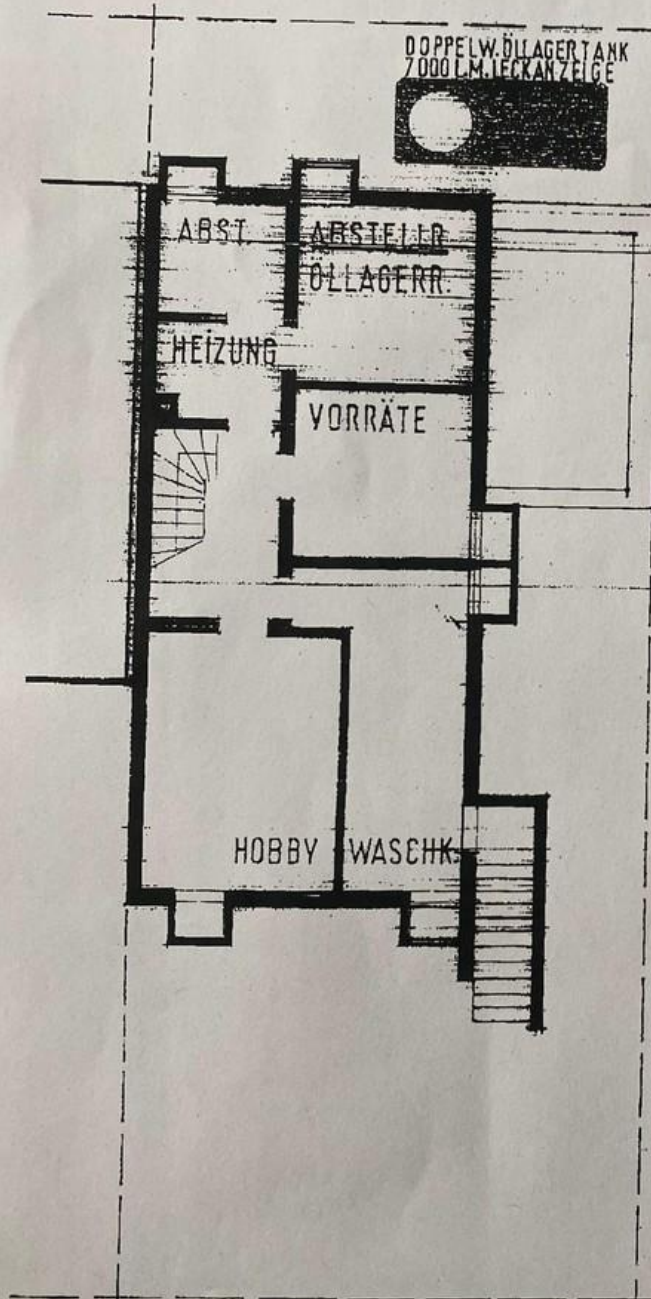 DOPPELW. ÖLLAGERTANK
7000 L.M. LECKANZEIGE
ABST.
ABSTELLR.
ÖLLAGERR.
HEIZUNG
VORRÄTE
HOBBY
WASCHK.